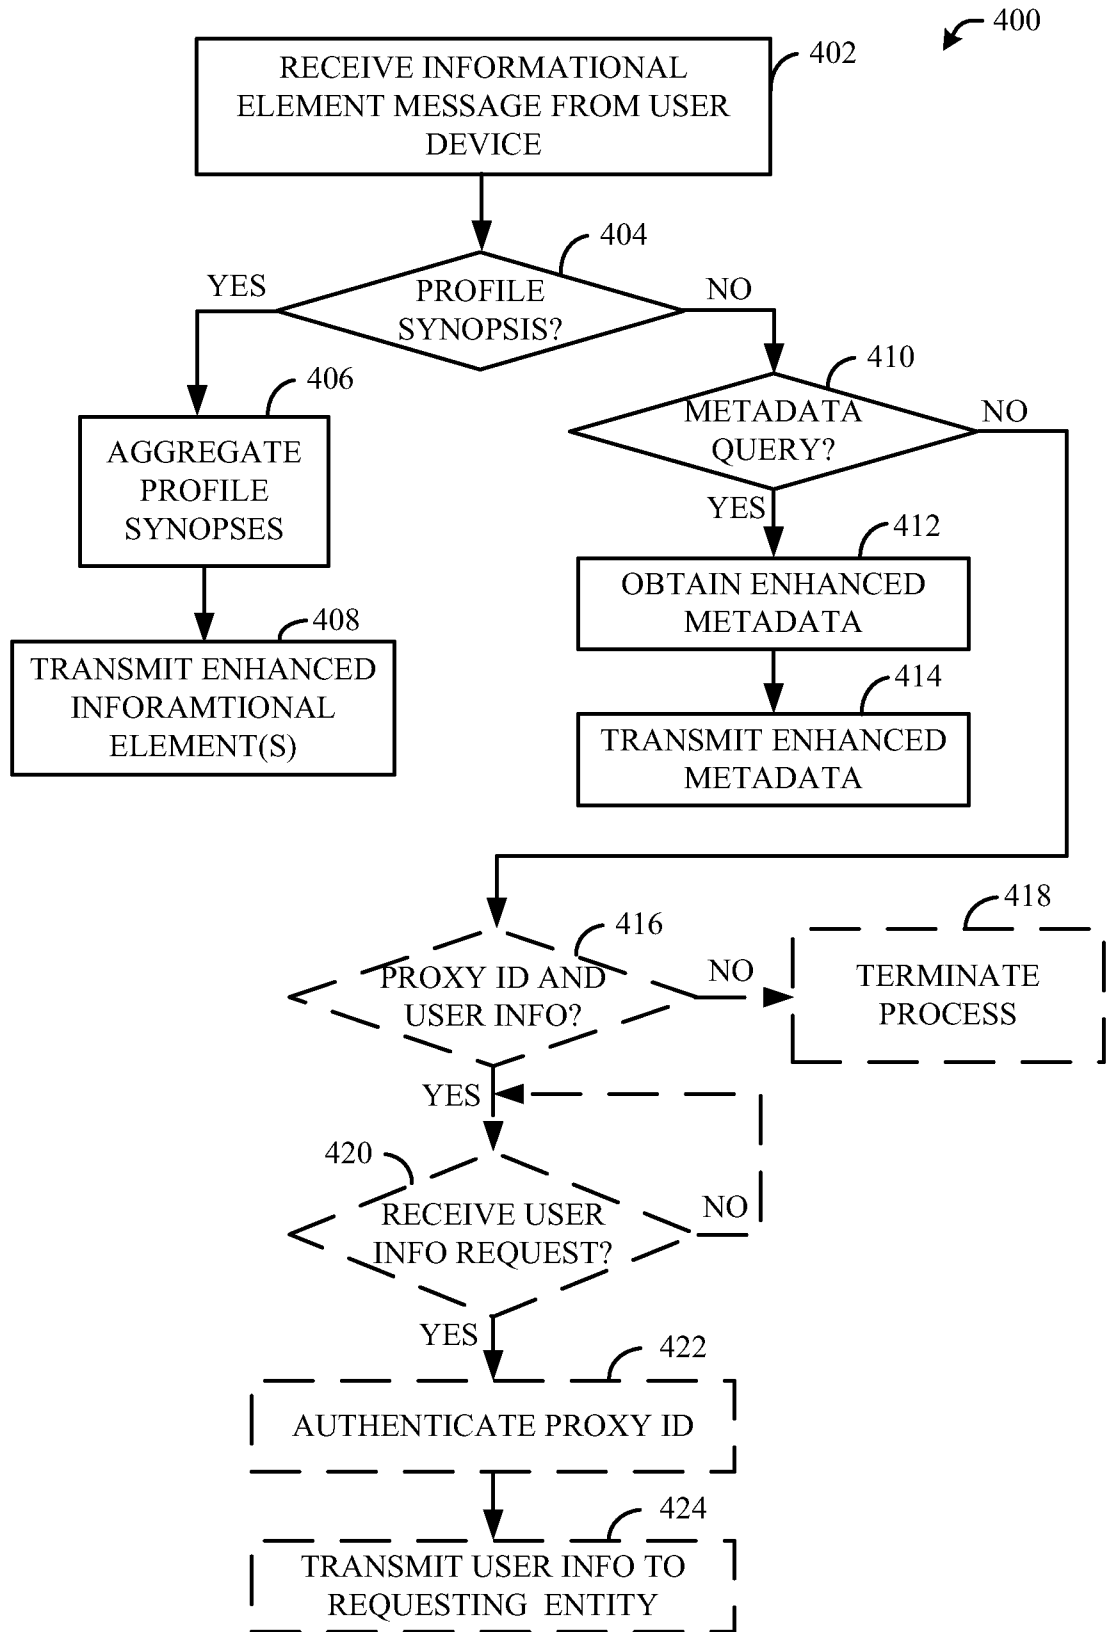 400
402
RECEIVE INFORMATIONAL
ELEMENT MESSAGE FROM USER
DEVICE
404
YES
PROFILE
SYNOPSIS?
NO
410
406
METADATA
QUERY?
NO
AGGREGATE
PROFILE
SYNOPSES
YES
412
OBTAIN ENHANCED
METADATA
408
TRANSMIT ENHANCED
INFORAMTIONAL
ELEMENT(S)
414
TRANSMIT ENHANCED
METADATA
416
PROXY ID AND
USER INFO?
NO
418
TERMINATE
PROCESS
YES
420
RECEIVE USER
INFO REQUEST?
NO
YES
422
AUTHENTICATE PROXY ID
424
TRANSMIT USER INFO TO
REQUESTING ENTITY